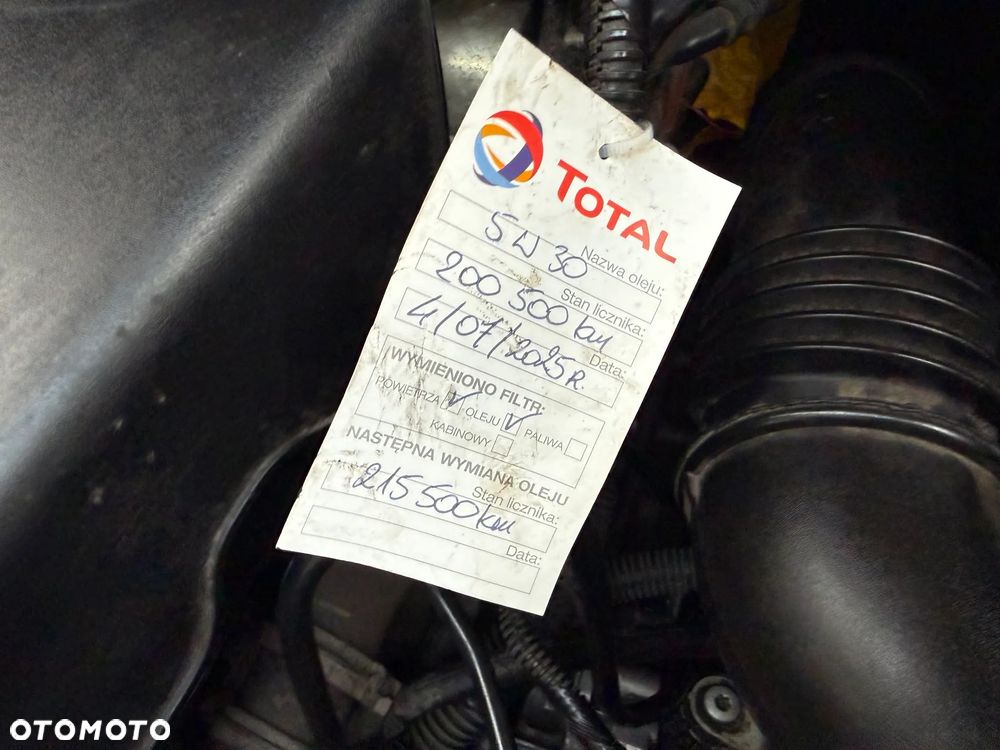 TOTAL
Nazwa oleju:
5W30
Stan licznika:
200 500 km
Data:
4/07/2025R
WYMIENIONO FILTR:
POWIETRZA OLEJU PALIWA
KABINOWY
NASTĘPNA WYMIANA OLEJU
Stan licznika:
215 500 km
Data:
OTOMOTO